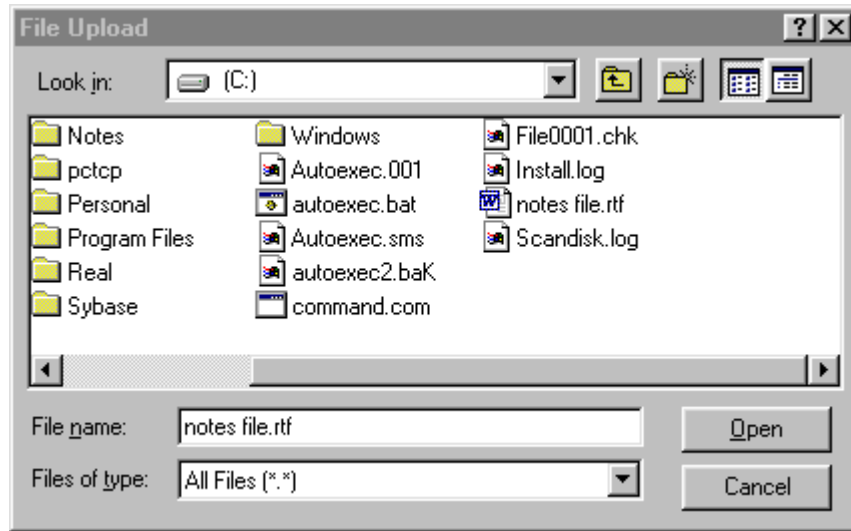 File Upload
Look in: (C:)
Notes Windows File0001.chk
pctcp Autoexec.001 Install.log
Personal autoexec.bat notes file.rtf
Program Files Autoexec.sms Scandisk.log
Real autoexec2.baK
Sybase command.com
File name: notes file.rtf Open
Files of type: All Files (*.*) Cancel